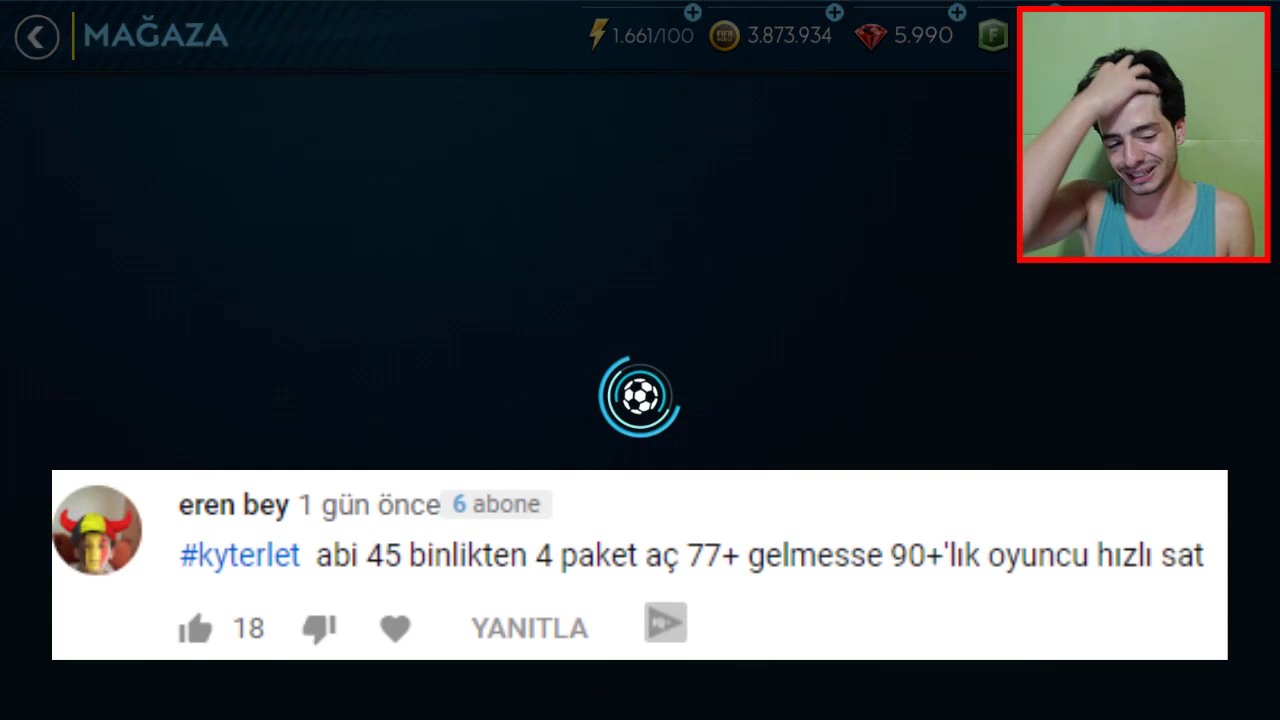 MAĞAZA
1.661/100
3.873.934
5.990
eren bey 1 gün önce 6 abone
#kyterlet abi 45 binlikten 4 paket aç 77+ gelmesse 90+'lık oyuncu hızlı sat
18
YANITLA